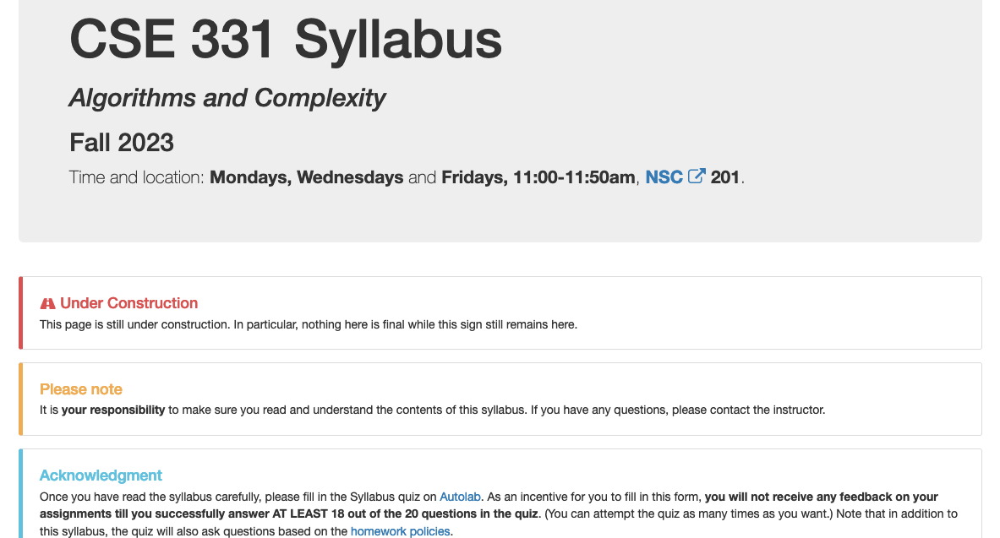 CSE 331 Syllabus
Algorithms and Complexity
Fall 2023
Time and location: Mondays, Wednesdays and Fridays, 11:00-11:50am, NSC 201.
Under Construction
This page is still under construction. In particular, nothing here is final while this sign still remains here.
Please note
It is your responsibility to make sure you read and understand the contents of this syllabus. If you have any questions, please contact the instructor.
Acknowledgment
Once you have read the syllabus carefully, please fill in the Syllabus quiz on Autolab. As an incentive for you to fill in this form, you will not receive any feedback on your
assignments till you successfully answer AT LEAST 18 out of the 20 questions in the quiz. (You can attempt the quiz as many times as you want.) Note that in addition to
this syllabus, the quiz will also ask questions based on the homework policies.